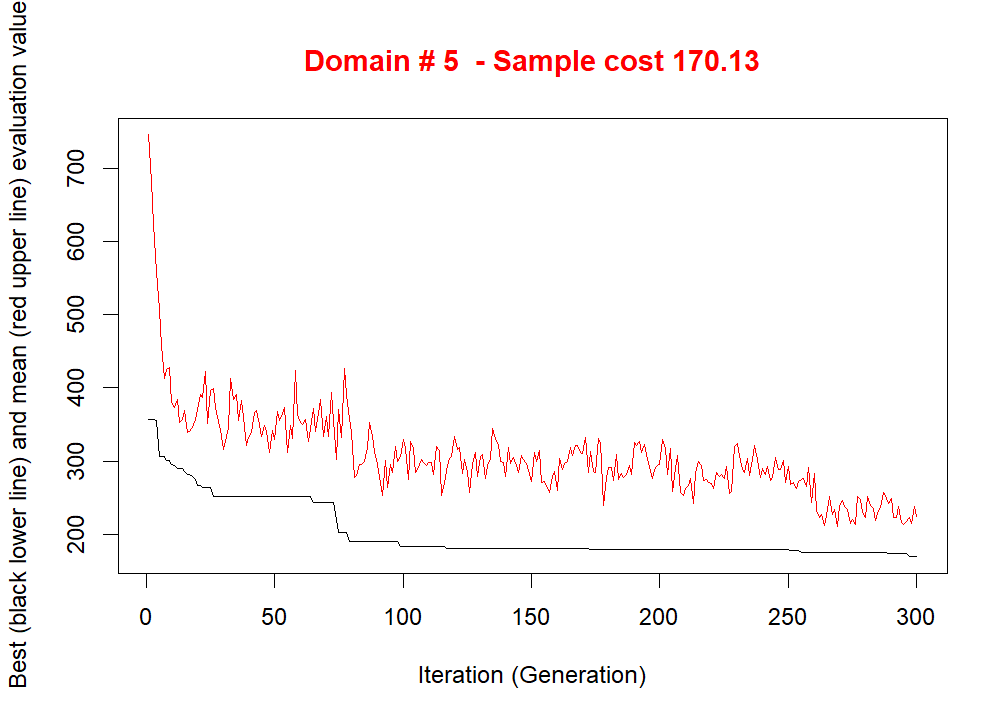 Domain # 5  - Sample cost 170.13
Best (black lower line) and mean (red upper line) evaluation value
700
600
500
400
300
200
0 50 100 150 200 250 300
Iteration (Generation)